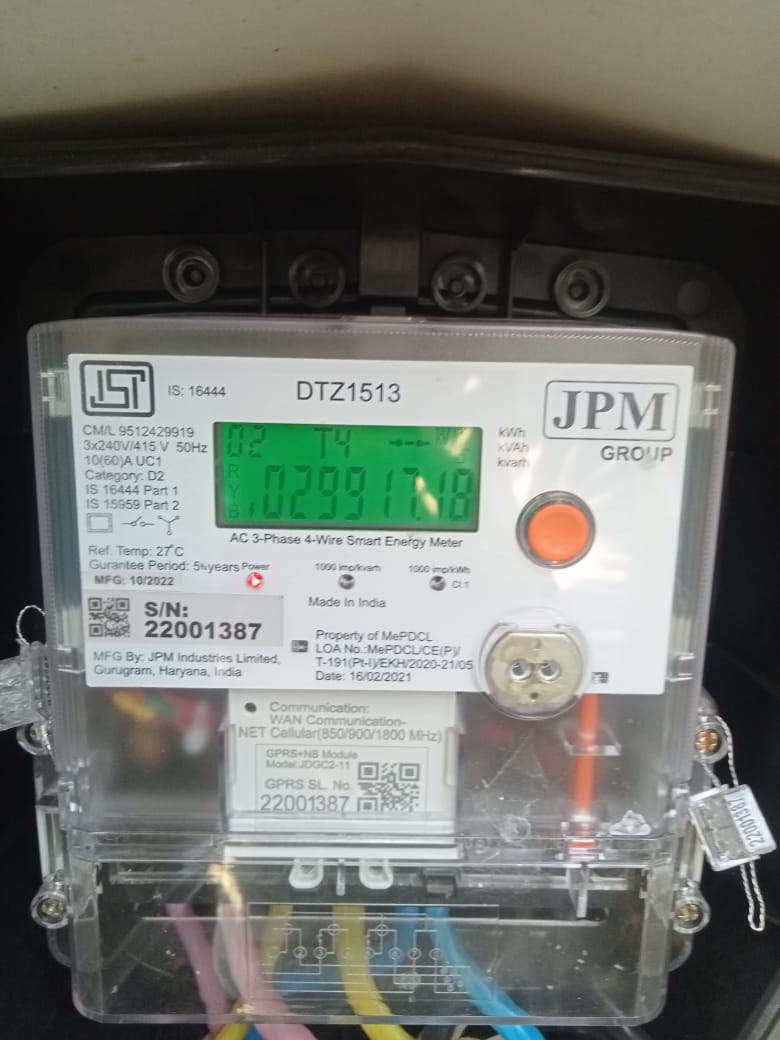 ISI
IS: 16444
DTZ1513
JPM
GROUP
CM/L 9512429919
3x240V/415 V 50Hz
10(60)A UC1
Category: D2
IS 16444 Part 1
IS 15959 Part 2
02 T4
R
Y
B
029917.18
kWh
kVAh
kvarh
AC 3-Phase 4-Wire Smart Energy Meter
Ref. Temp: 27°C
Gurantee Period: 5½years
MFG: 10/2022
Power
1000 imp/kvarh
1000 imp/kWh
Cl.1
Made In India
S/N:
22001387
MFG By: JPM Industries Limited,
Gurugram, Haryana, India
Property of MePDCL
LOA No.:MePDCL/CE(P)/
T-191(Pt-I)/EKH/2020-21/05
Date: 16/02/2021
Communication:
WAN Communication-
NET Cellular(850/900/1800 MHz)
GPRS+NB Module
Model:JDGC2-11
GPRS SL. No.
22001387
22001387